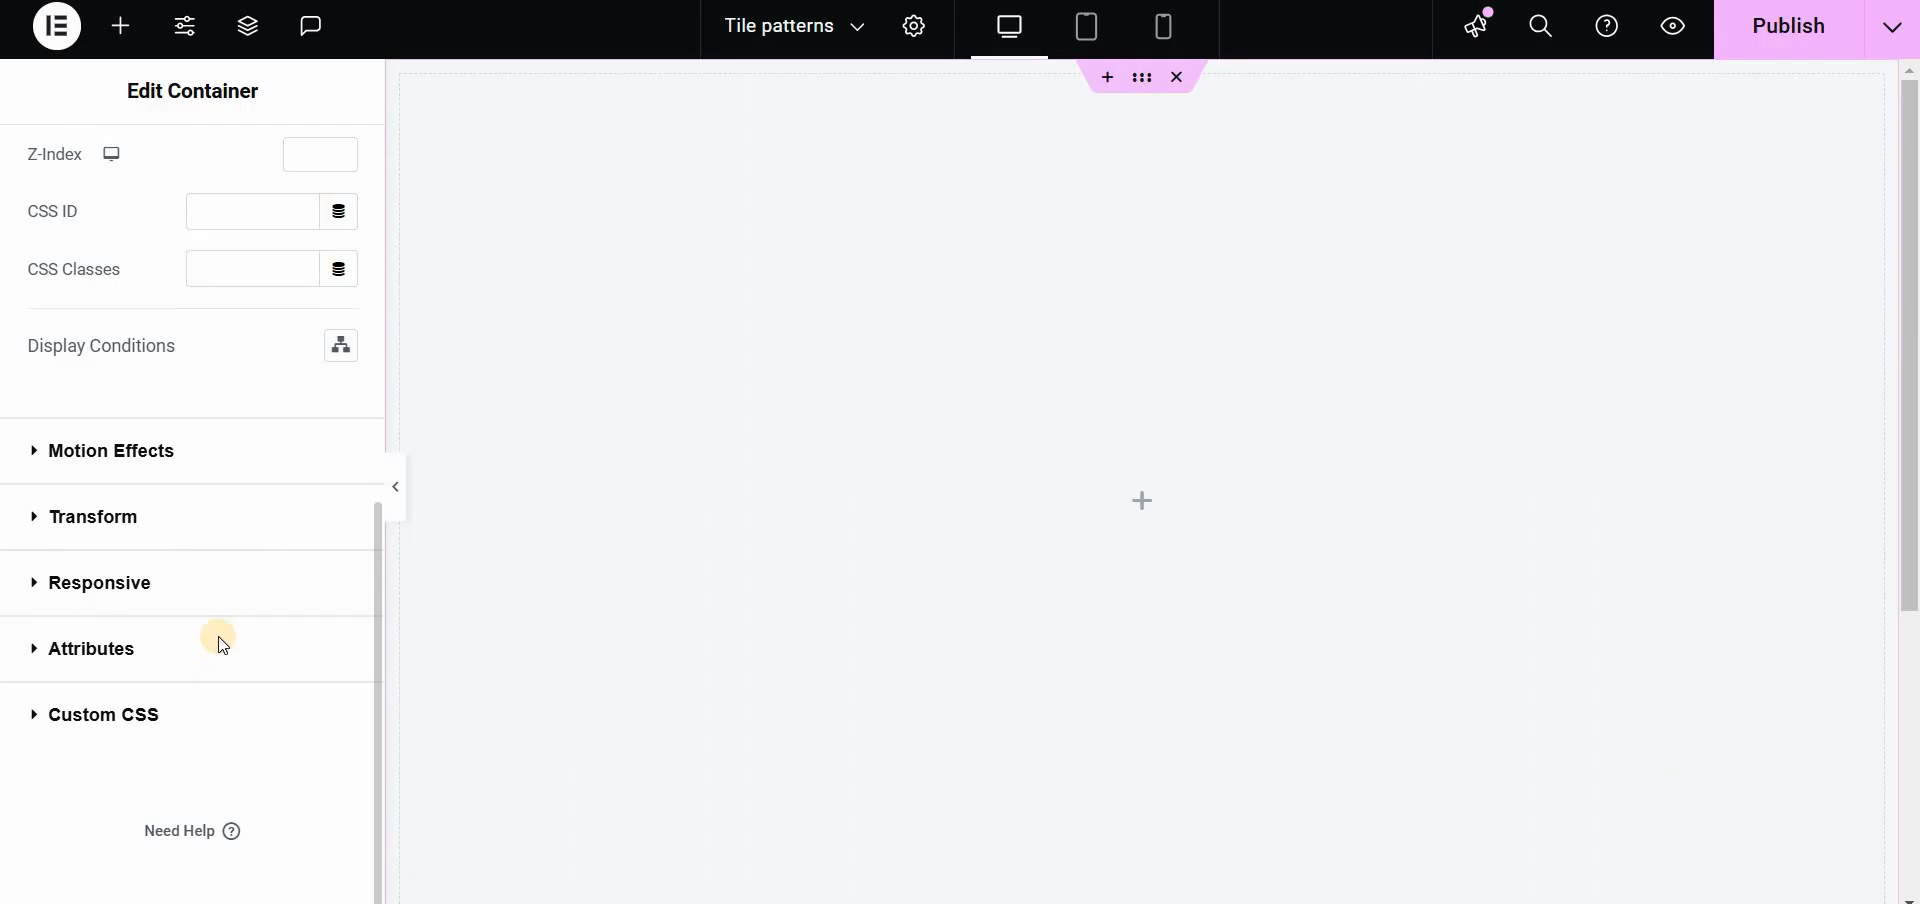 Tile patterns
Publish
Edit Container
Z-Index
CSS ID
CSS Classes
Display Conditions
Motion Effects
Transform
Responsive
Attributes
Custom CSS
Need Help